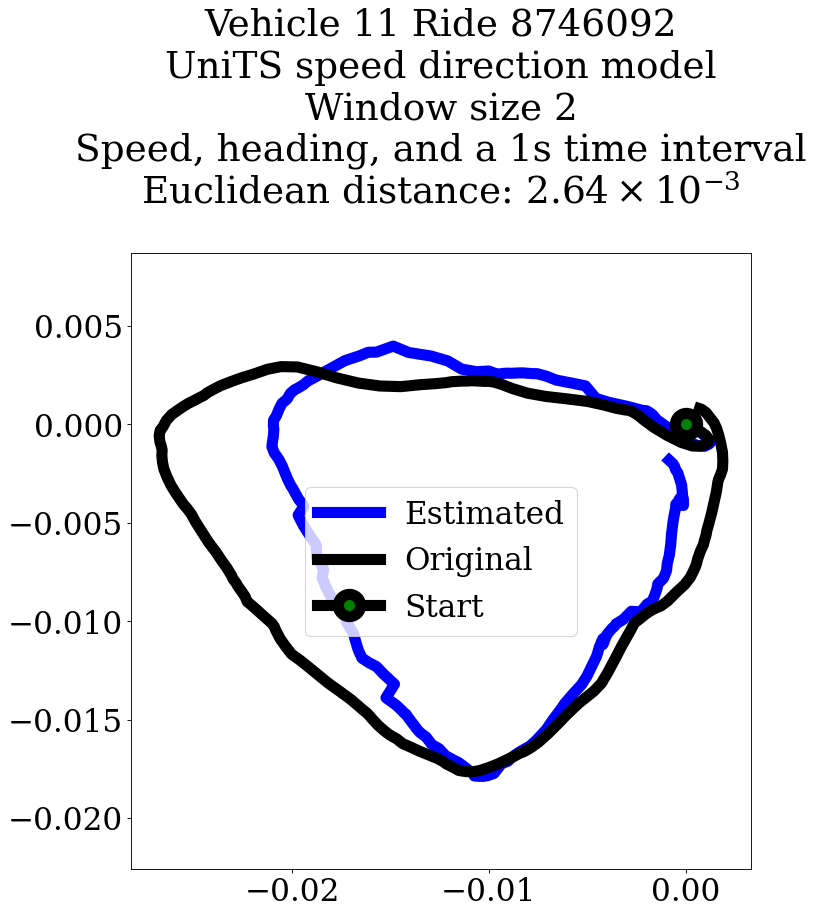 Vehicle 11 Ride 8746092
UniTS speed direction model
Window size 2
Speed, heading, and a 1s time interval
Euclidean distance: 2.64 × 10⁻³
0.005
0.000
−0.005
−0.010
−0.015
−0.020
Estimated
Original
Start
−0.02 −0.01 0.00